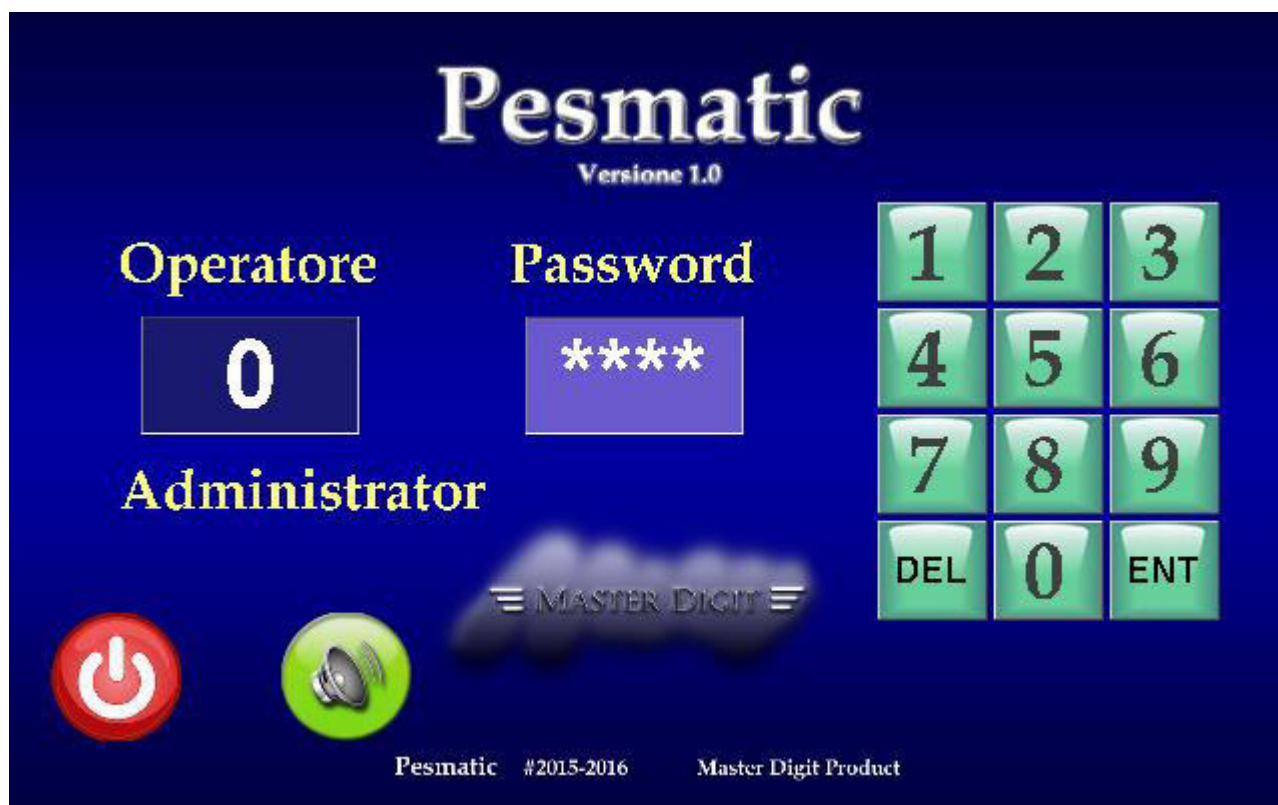 Pesmatic
Versione 1.0
Operatore Password
0 ****
Administrator
1 2 3
4 5 6
7 8 9
DEL 0 ENT
MASTER DIGIT
Pesmatic #2015-2016 Master Digit Product